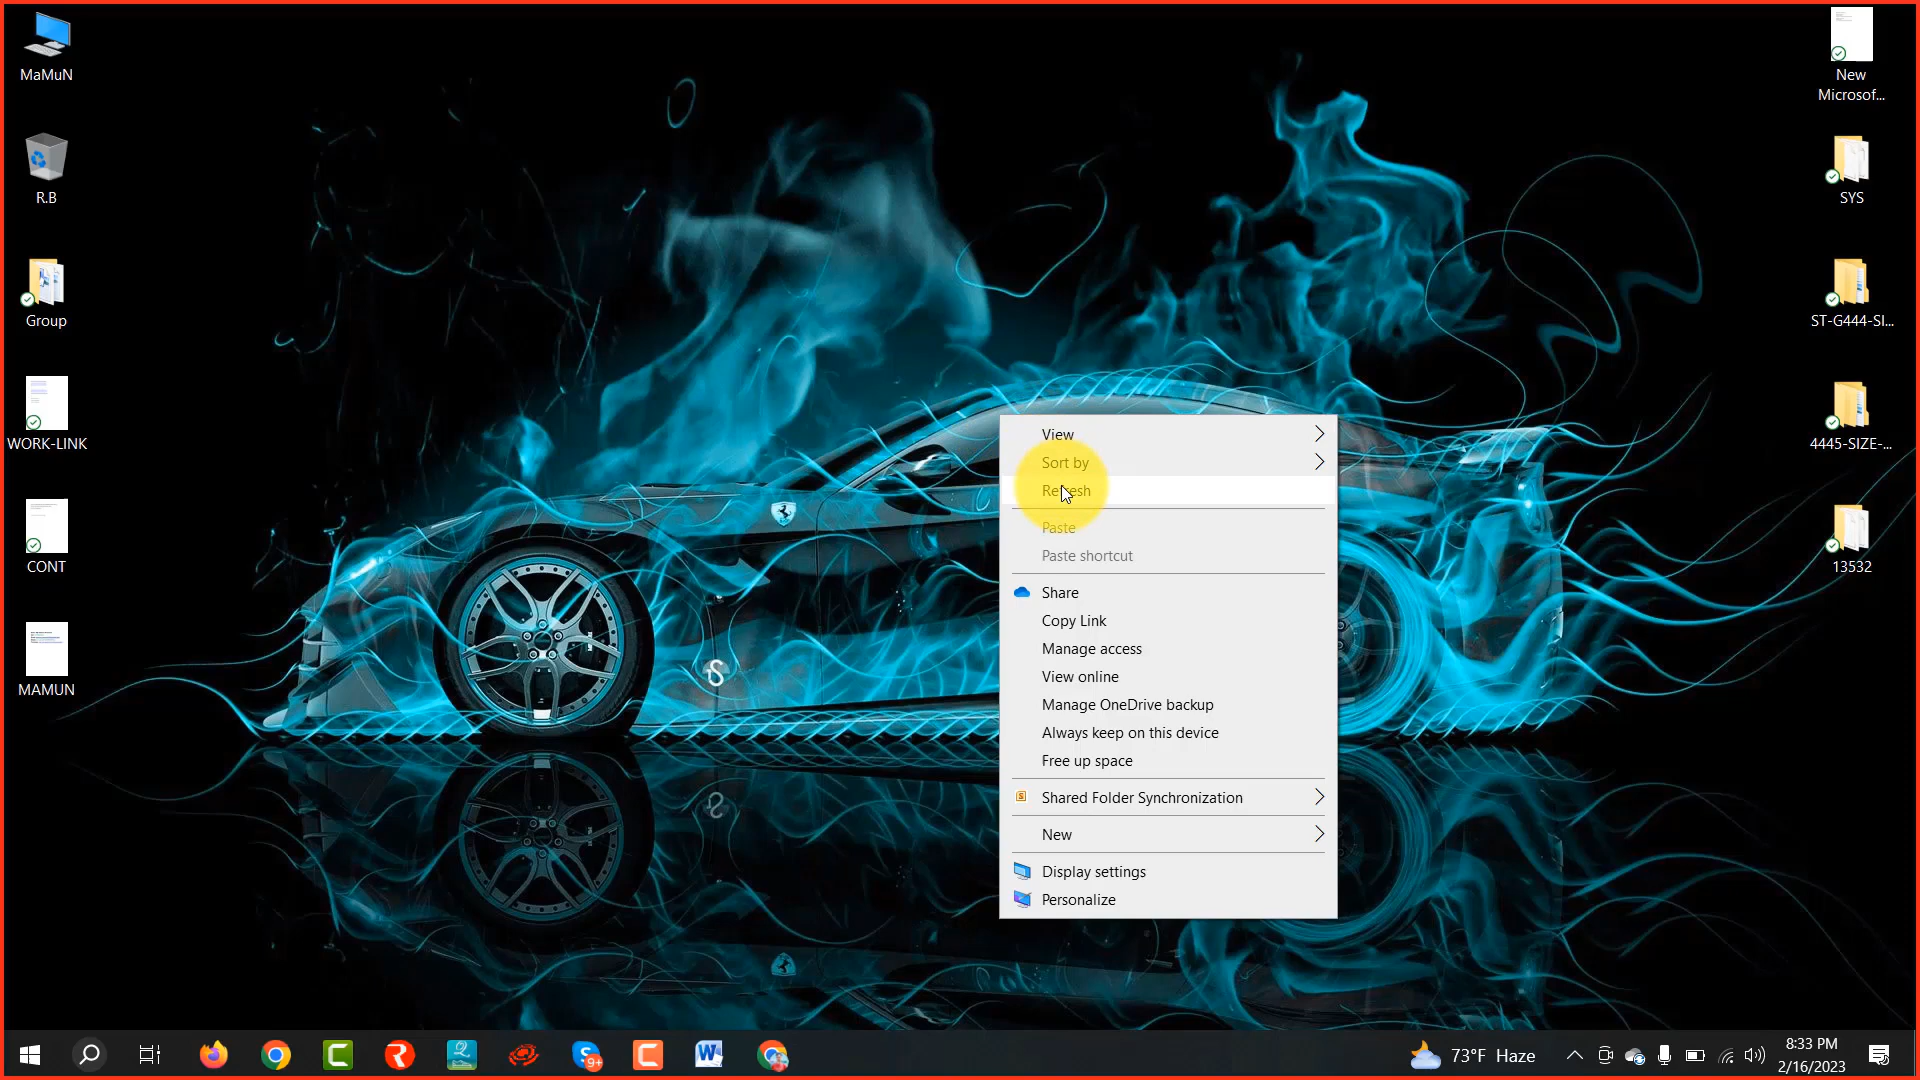 MaMuN
R.B
Group
WORK-LINK
CONT
MAMUN
New
Microsof...
SYS
ST-G444-SI...
4445-SIZE-...
13532
View
Sort by
Refresh
Paste
Paste shortcut
Share
Copy Link
Manage access
View online
Manage OneDrive backup
Always keep on this device
Free up space
Shared Folder Synchronization
New
Display settings
Personalize
9+
73°F Haze
8:33 PM
2/16/2023